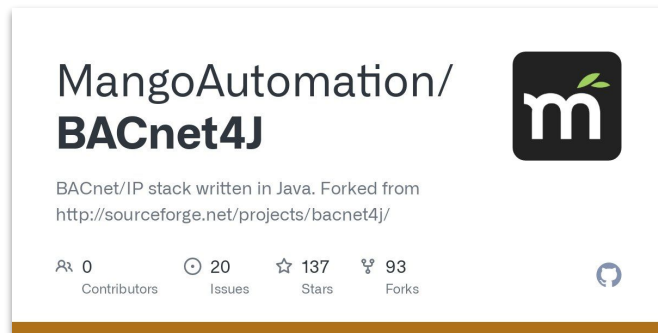 MangoAutomation/
BACnet4J
m
BACnet/IP stack written in Java. Forked from
http://sourceforge.net/projects/bacnet4j/
0 20 137 93
Contributors Issues Stars Forks